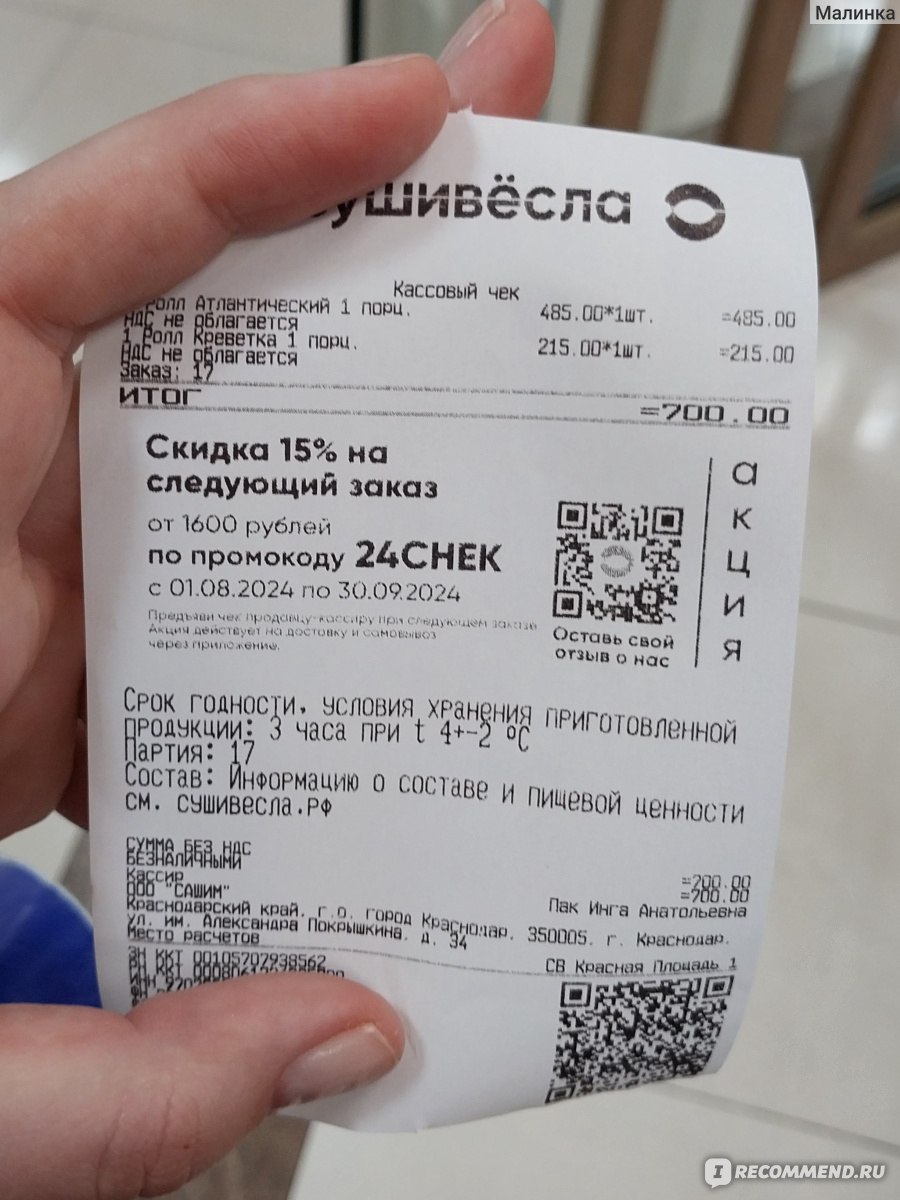 Малинка
сушивёсла
Кассовый чек
Ролл Атлантический 1 порц. 485.00*1шт. =485.00
НДС не облагается
1 Ролл Креветка 1 порц. 215.00*1шт. =215.00
НДС не облагается
Заказ: 17
ИТОГ =700.00
Скидка 15% на
следующий заказ
от 1600 рублей
по промокоду 24CHEK
с 01.08.2024 по 30.09.2024
Предъяви чек продавцу-кассиру при следующем заказе.
Акция действует на доставку и самовывоз
через приложение.
Оставь свой
отзыв о нас
акция
Срок годности, условия хранения приготовленной
продукции: 3 часа при t 4+-2 ºC
Партия: 17
Состав: Информацию о составе и пищевой ценности
см. сушивесла.рф
СУММА БЕЗ НДС =700.00
БЕЗНАЛИЧНЫМИ =700.00
Кассир Пак Инга Анатольевна
ООО "САШИМ"
Краснодарский край, г.о. город Краснодар, 350005, г. Краснодар,
ул. им. Александра Покрышкина, д. 34
Место расчетов СВ Красная Площадь 1
ЗН ККТ 00105707938562
РН ККТ
ИНН
IRECOMMEND.RU